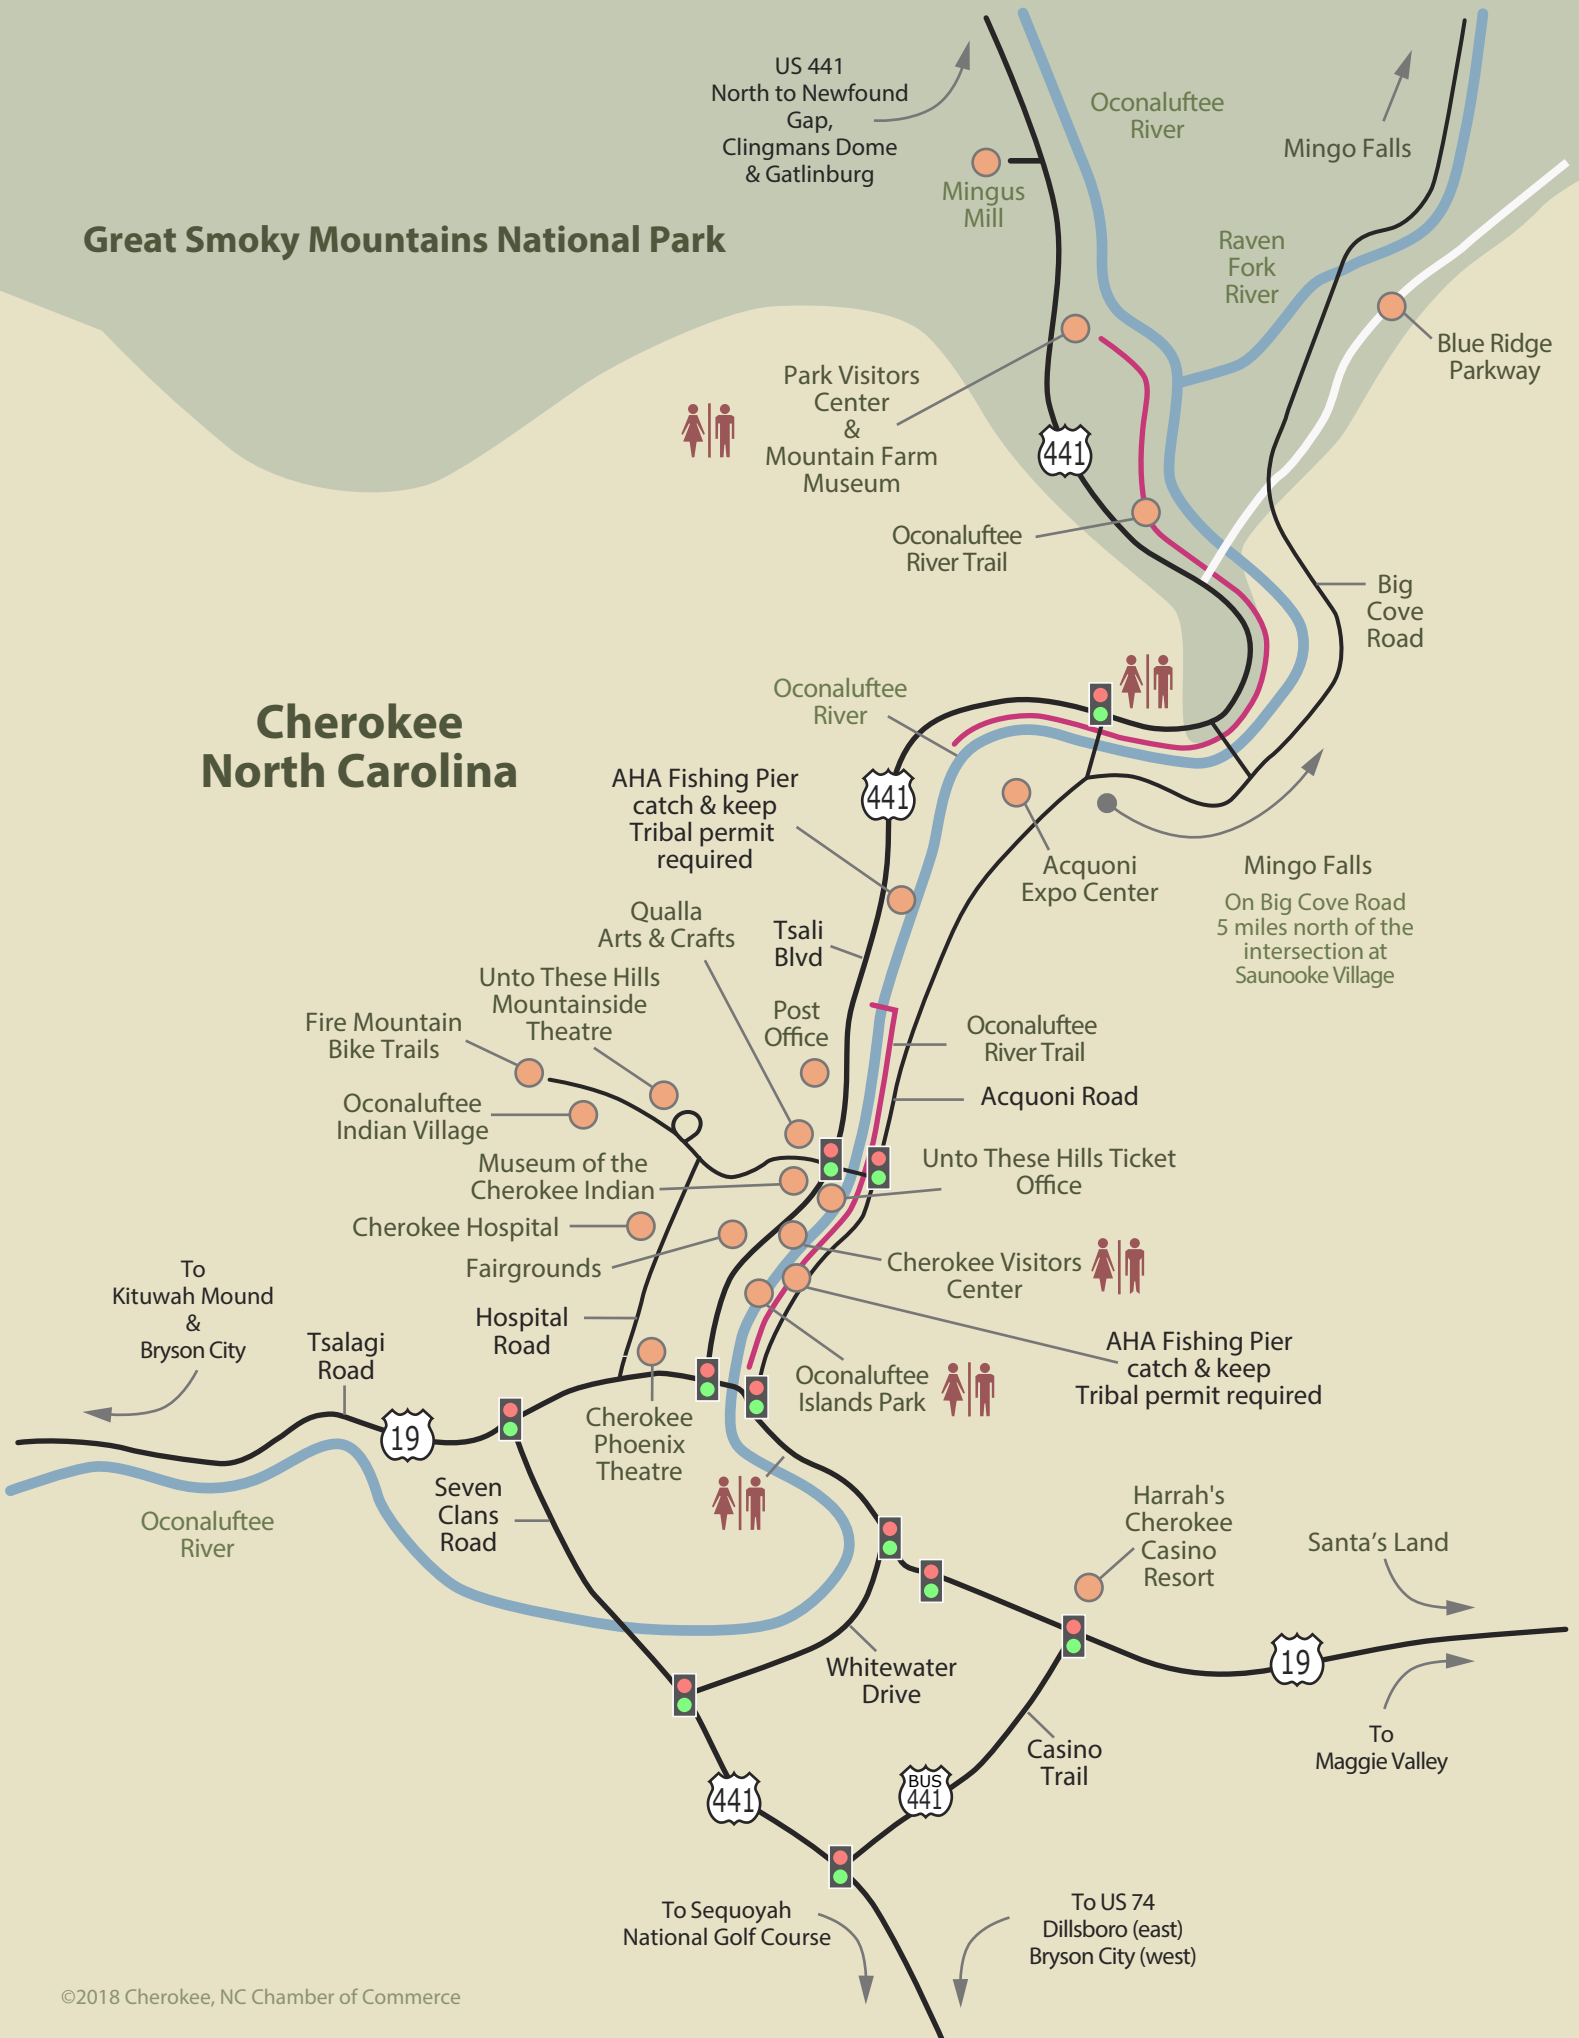 US 441
North to Newfound
Gap,
Clingmans Dome
& Gatlinburg
Oconaluftee
River
Mingo Falls
Mingus
Mill
Great Smoky Mountains National Park
Raven
Fork
River
Blue Ridge
Parkway
Park Visitors
Center
&
Mountain Farm
Museum
441
Oconaluftee
River Trail
Big
Cove
Road
Oconaluftee
River
Cherokee
North Carolina
AHA Fishing Pier
catch & keep
Tribal permit
required
441
Acquoni
Expo Center
Mingo Falls
On Big Cove Road
5 miles north of the
intersection at
Saunooke Village
Qualla
Arts & Crafts
Tsali
Blvd
Unto These Hills
Mountainside
Theatre
Post
Office
Fire Mountain
Bike Trails
Oconaluftee
River Trail
Oconaluftee
Indian Village
Acquoni Road
Museum of the
Cherokee Indian
Unto These Hills Ticket
Office
Cherokee Hospital
Fairgrounds
Cherokee Visitors
Center
To
Kituwah Mound
&
Bryson City
Hospital
Road
Tsalagi
Road
AHA Fishing Pier
catch & keep
Tribal permit required
Oconaluftee
Islands Park
19
Cherokee
Phoenix
Theatre
Seven
Clans
Road
Oconaluftee
River
Harrah's
Cherokee
Casino
Resort
Santa's Land
Whitewater
Drive
19
Casino
Trail
To
Maggie Valley
441
BUS
441
To Sequoyah
National Golf Course
To US 74
Dillsboro (east)
Bryson City (west)
©2018 Cherokee, NC Chamber of Commerce